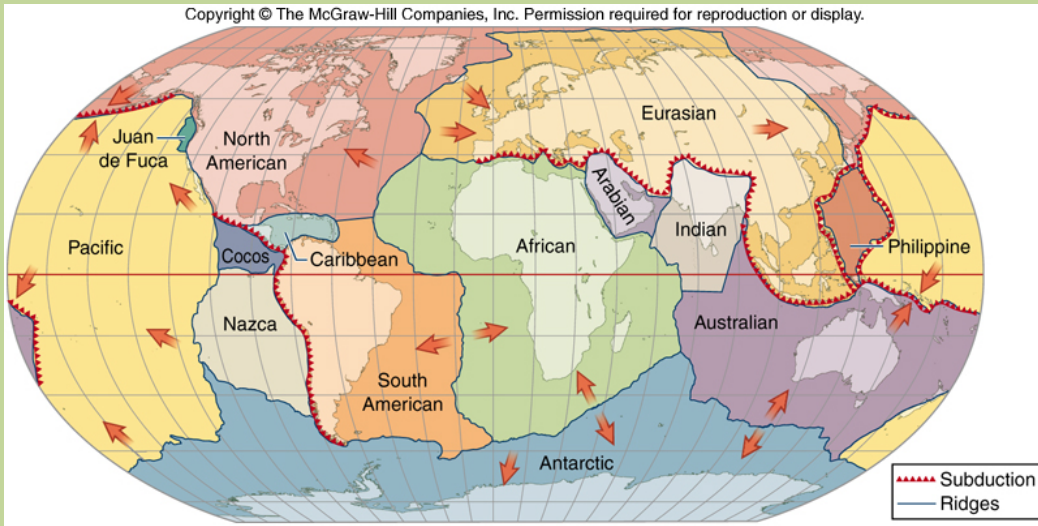 Copyright © The McGraw-Hill Companies, Inc. Permission required for reproduction or display.
Eurasian
Juan
de Fuca
North
American
Arabian
Pacific
Cocos
Caribbean
African
Indian
Philippine
Nazca
Australian
South
American
Antarctic
Subduction
Ridges